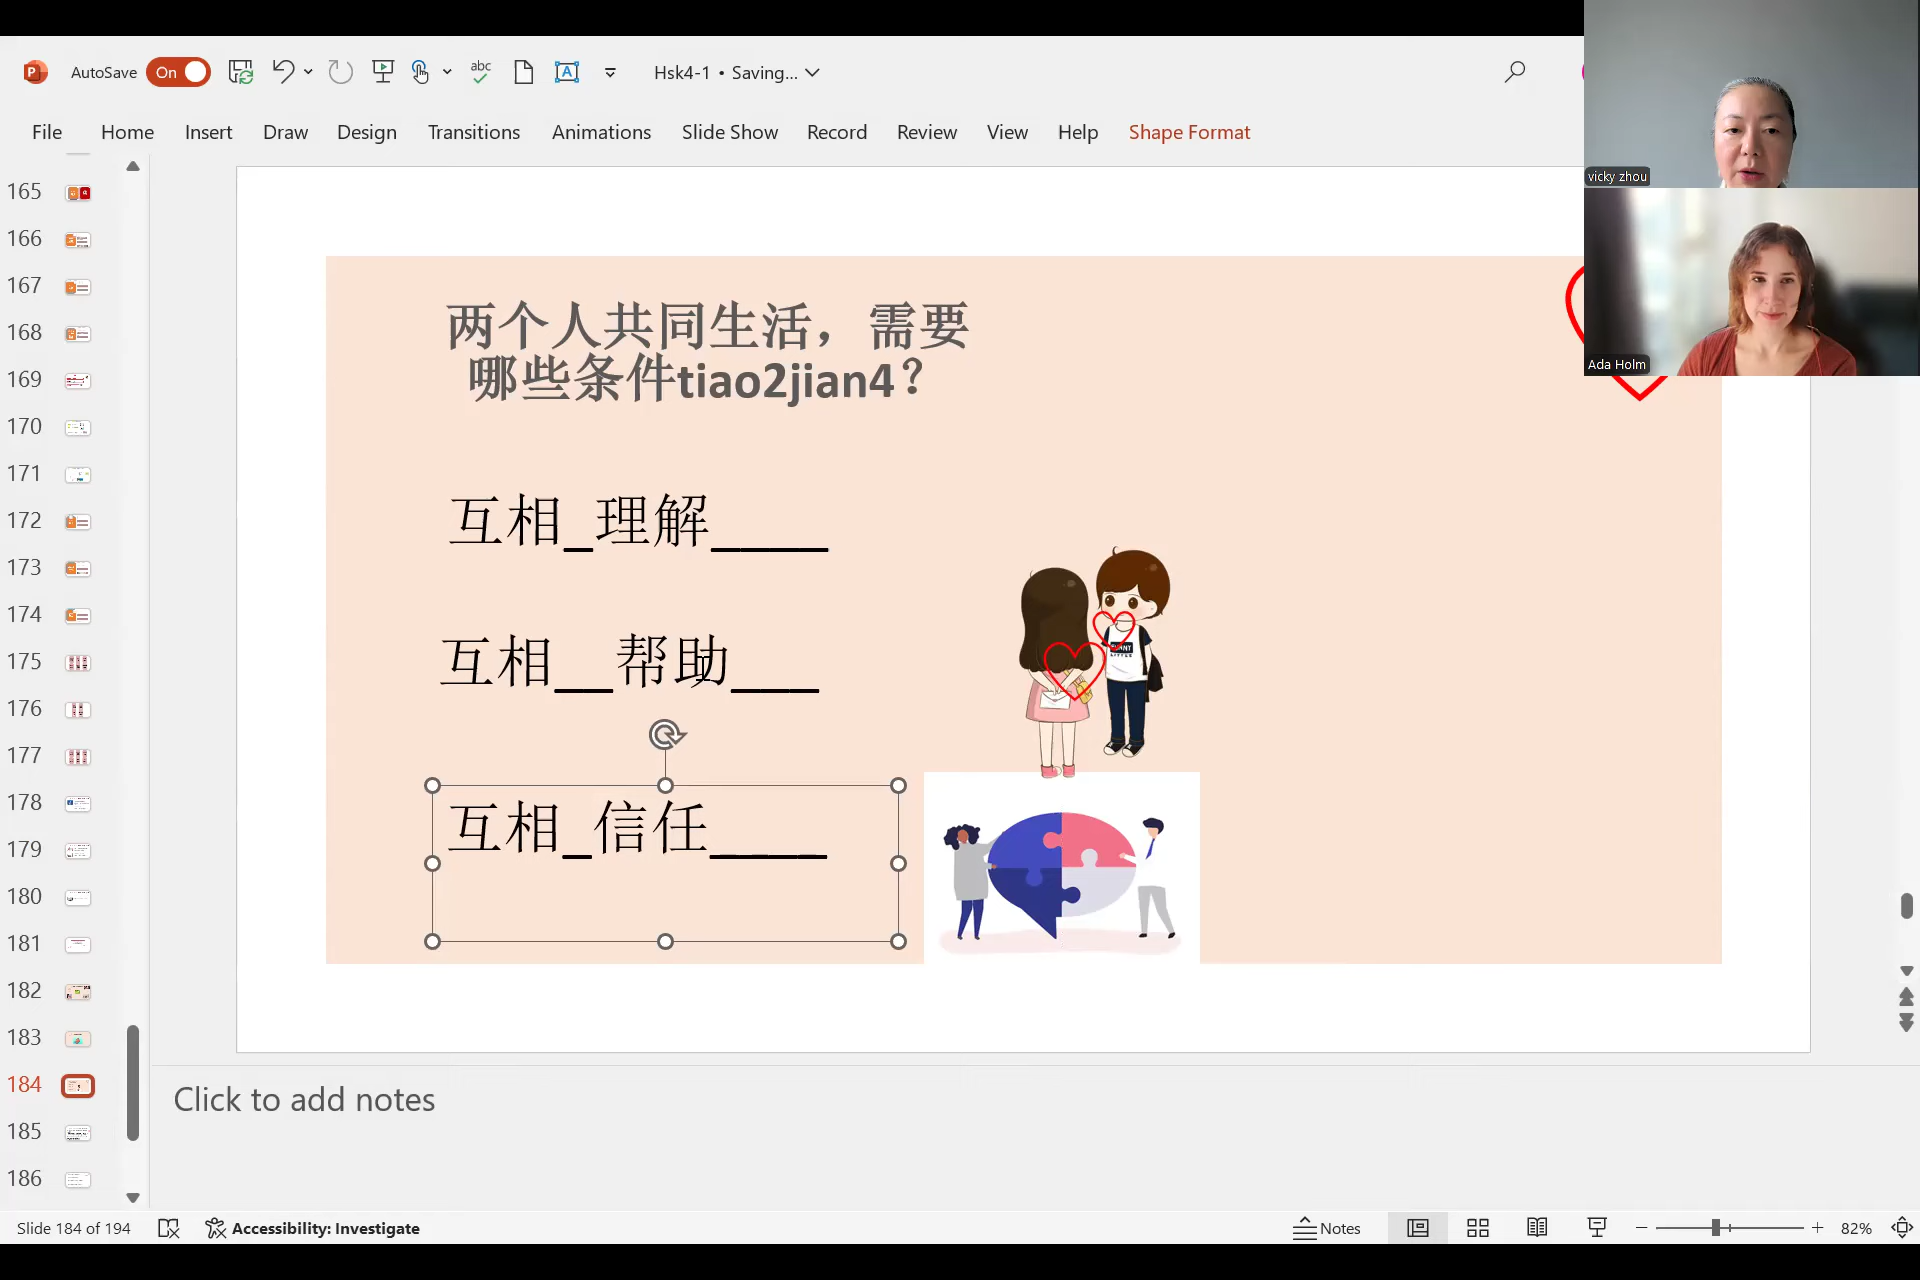 AutoSave On Hsk4-1 • Saving...
File Home Insert Draw Design Transitions Animations Slide Show Record Review View Help Shape Format
vicky zhou
Ada Holm
165
166
167
168
169
170
171
172
173
174
175
176
177
178
179
180
181
182
183
184
185
186
两个人共同生活，需要
哪些条件tiao2jian4？
互相_理解____
互相__帮助___
互相_信任____
Click to add notes
Slide 184 of 194 Accessibility: Investigate Notes 82%